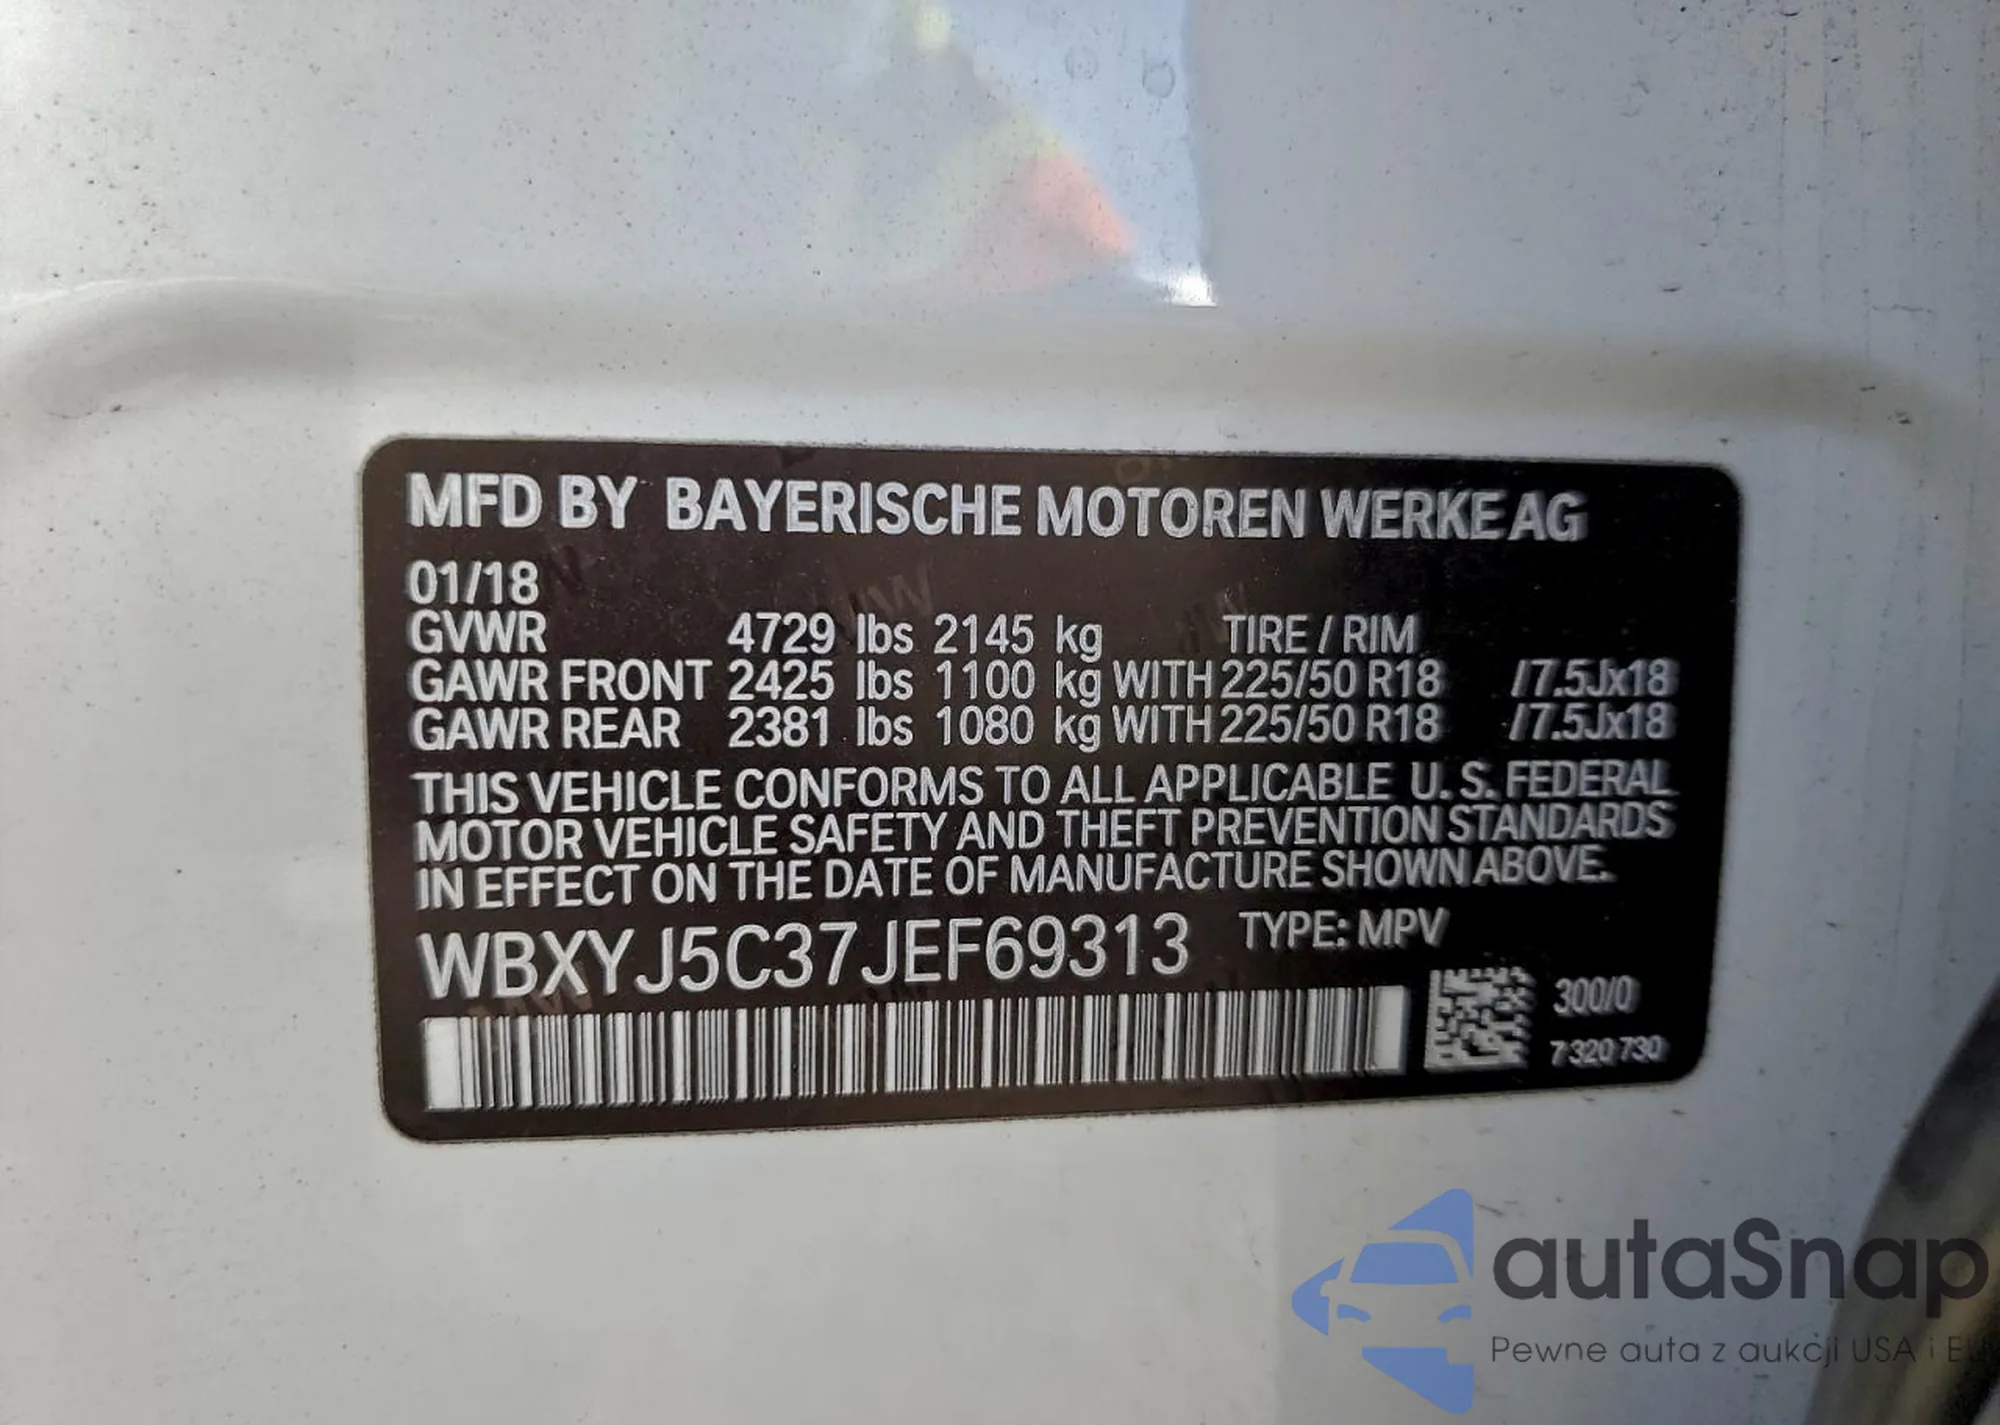 MFD BY BAYERISCHE MOTOREN WERKE AG
01/18
GVWR 4729 lbs 2145 kg TIRE / RIM
GAWR FRONT 2425 lbs 1100 kg WITH 225/50 R18 /7.5Jx18
GAWR REAR 2381 lbs 1080 kg WITH 225/50 R18 /7.5Jx18
THIS VEHICLE CONFORMS TO ALL APPLICABLE U. S. FEDERAL
MOTOR VEHICLE SAFETY AND THEFT PREVENTION STANDARDS
IN EFFECT ON THE DATE OF MANUFACTURE SHOWN ABOVE.
WBXYJ5C37JEF69313 TYPE: MPV
300/0
7 320 730
autaSnap
Pewne auta z aukcji USA i